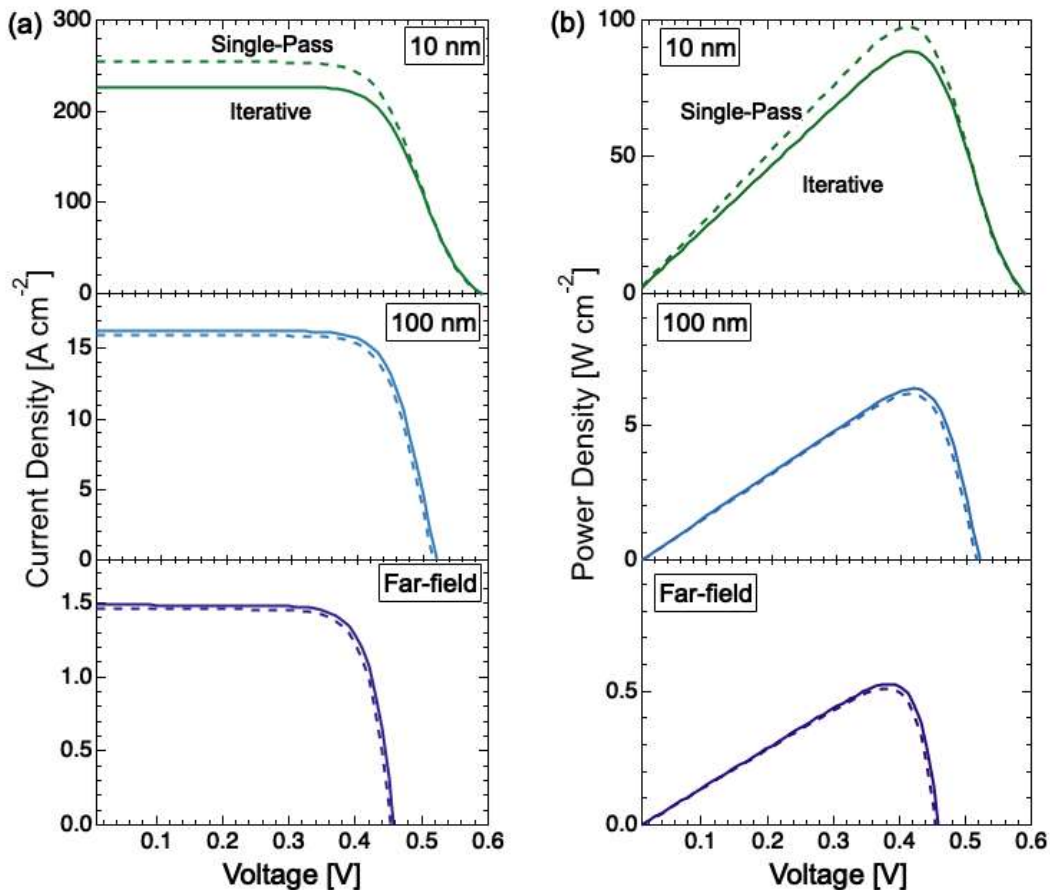 (a)
300
200
100
0
Single-Pass
10 nm
Iterative
15
10
5
0
100 nm
1.5
1.0
0.5
0.0
Far-field
Current Density [A cm-2]
0.1 0.2 0.3 0.4 0.5 0.6
Voltage [V]
(b)
100
50
0
10 nm
Single-Pass
Iterative
5
0
100 nm
0.5
0.0
Far-field
Power Density [W cm-2]
0.1 0.2 0.3 0.4 0.5 0.6
Voltage [V]